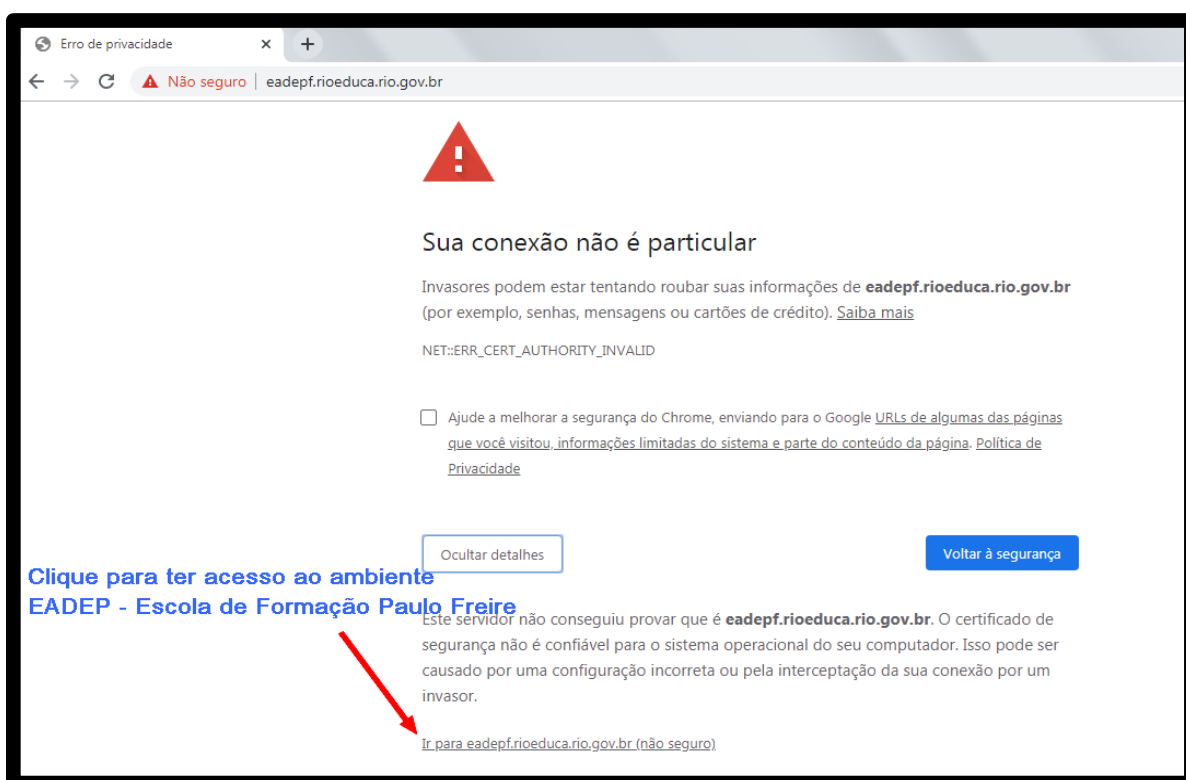 Erro de privacidade
Não seguro | eadepf.rioeduca.rio.gov.br
Sua conexão não é particular
Invasores podem estar tentando roubar suas informações de eadepf.rioeduca.rio.gov.br
(por exemplo, senhas, mensagens ou cartões de crédito). Saiba mais
NET::ERR_CERT_AUTHORITY_INVALID
Ajude a melhorar a segurança do Chrome, enviando para o Google URLs de algumas das páginas
que você visitou, informações limitadas do sistema e parte do conteúdo da página. Política de
Privacidade
Ocultar detalhes
Voltar à segurança
Clique para ter acesso ao ambiente
EADEP - Escola de Formação Paulo Freire
Este servidor não conseguiu provar que é eadepf.rioeduca.rio.gov.br. O certificado de
segurança não é confiável para o sistema operacional do seu computador. Isso pode ser
causado por uma configuração incorreta ou pela interceptação da sua conexão por um
invasor.
Ir para eadepf.rioeduca.rio.gov.br (não seguro)